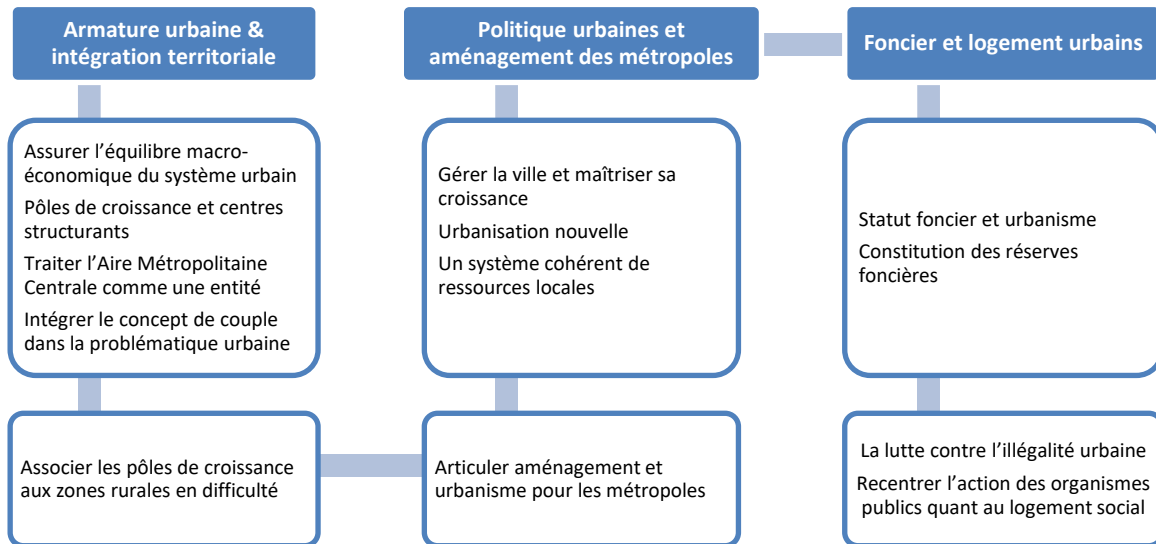 Armature urbaine &
intégration territoriale
Assurer l’équilibre macro-
économique du système urbain
Pôles de croissance et centres
structurants
Traiter l’Aire Métropolitaine
Centrale comme une entité
Intégrer le concept de couple
dans la problématique urbaine
Associer les pôles de croissance
aux zones rurales en difficulté
Politique urbaines et
aménagement des métropoles
Gérer la ville et maîtriser sa
croissance
Urbanisation nouvelle
Un système cohérent de
ressources locales
Articuler aménagement et
urbanisme pour les métropoles
Foncier et logement urbains
Statut foncier et urbanisme
Constitution des réserves
foncières
La lutte contre l’illégalité urbaine
Recentrer l’action des organismes
publics quant au logement social